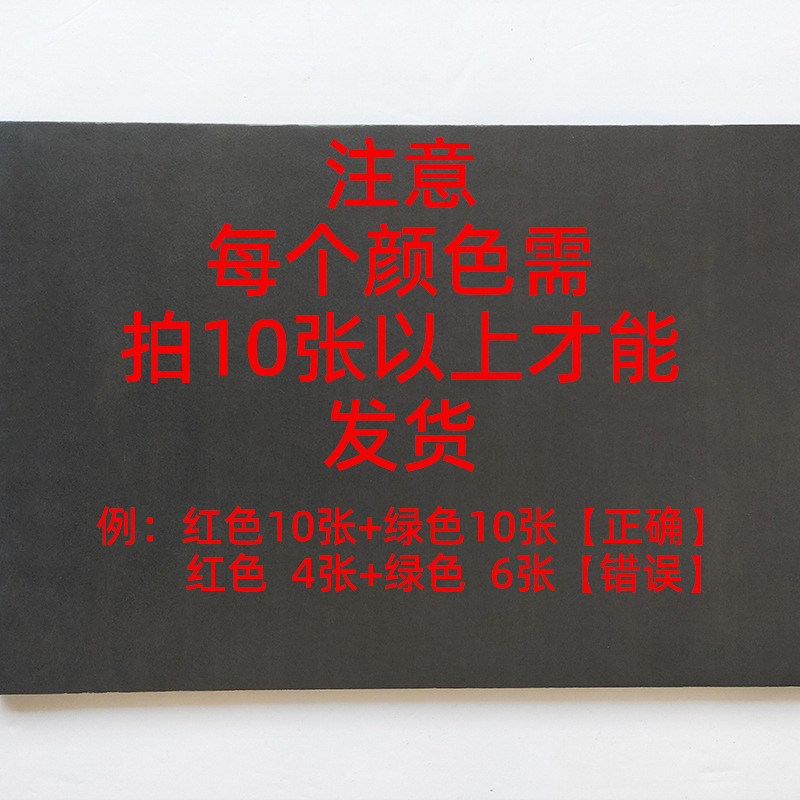 注意
每个颜色需
拍10张以上才能
发货
例：红色10张+绿色10张【正确】
红色 4张+绿色 6张【错误】